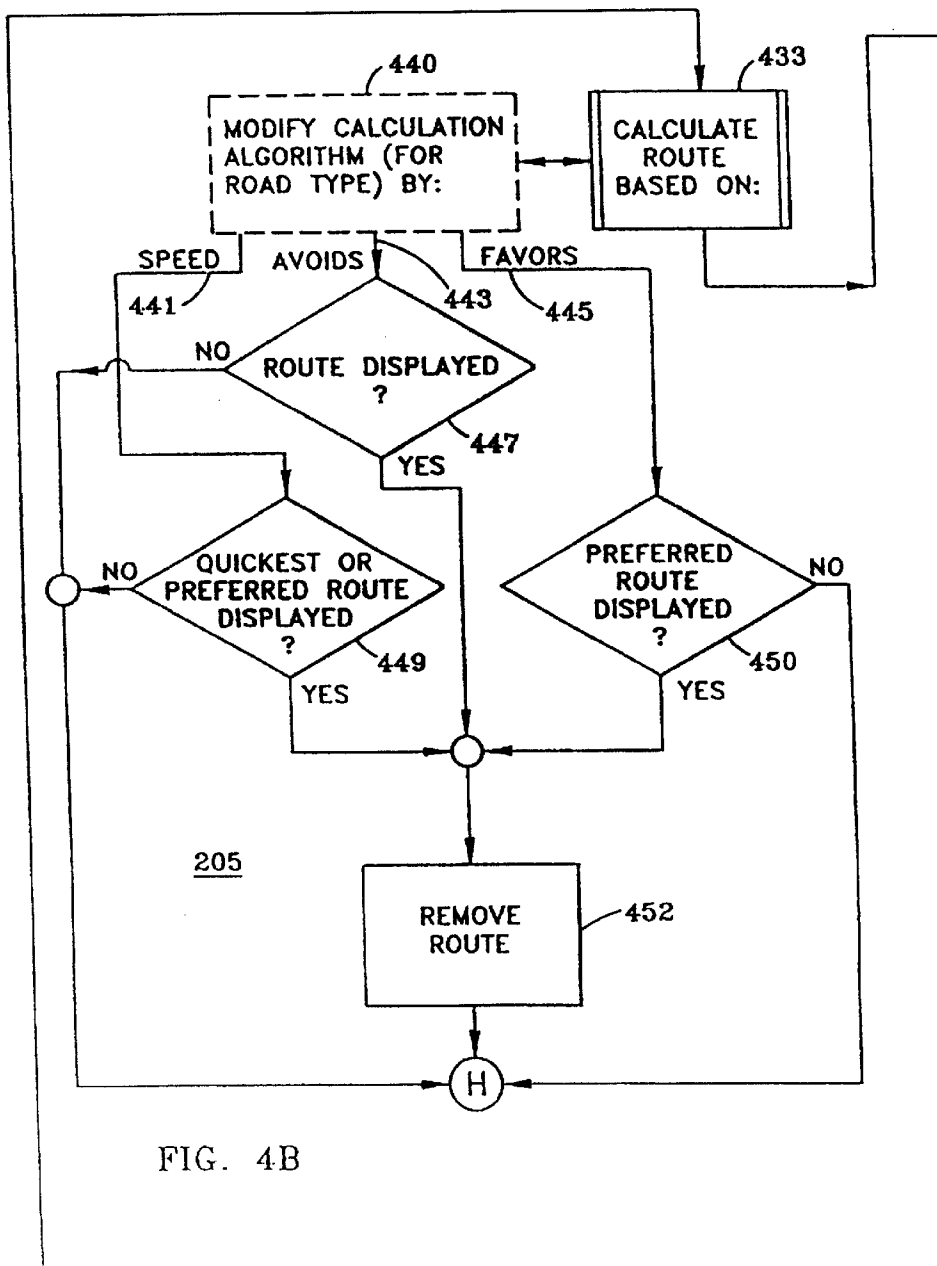 440
433
MODIFY CALCULATION
ALGORITHM (FOR
ROAD TYPE) BY:
CALCULATE
ROUTE
BASED ON:
SPEED
AVOIDS
FAVORS
441
443
445
NO
ROUTE DISPLAYED
?
447
YES
NO
QUICKEST OR
PREFERRED ROUTE
DISPLAYED
?
449
YES
PREFERRED
ROUTE
DISPLAYED
?
NO
450
YES
205
REMOVE
ROUTE
452
H
FIG. 4B